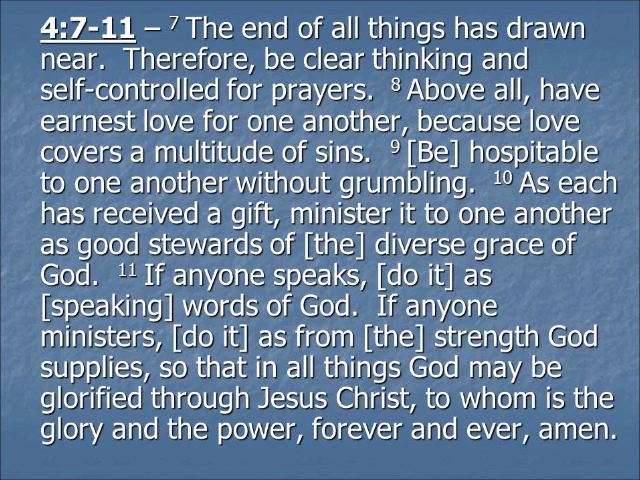 4:7-11 – 7 The end of all things has drawn
near.  Therefore, be clear thinking and
self-controlled for prayers.  8 Above all, have
earnest love for one another, because love
covers a multitude of sins.  9 [Be] hospitable
to one another without grumbling.  10 As each
has received a gift, minister it to one another
as good stewards of [the] diverse grace of
God.  11 If anyone speaks, [do it] as
[speaking] words of God.  If anyone
ministers, [do it] as from [the] strength God
supplies, so that in all things God may be
glorified through Jesus Christ, to whom is the
glory and the power, forever and ever, amen.